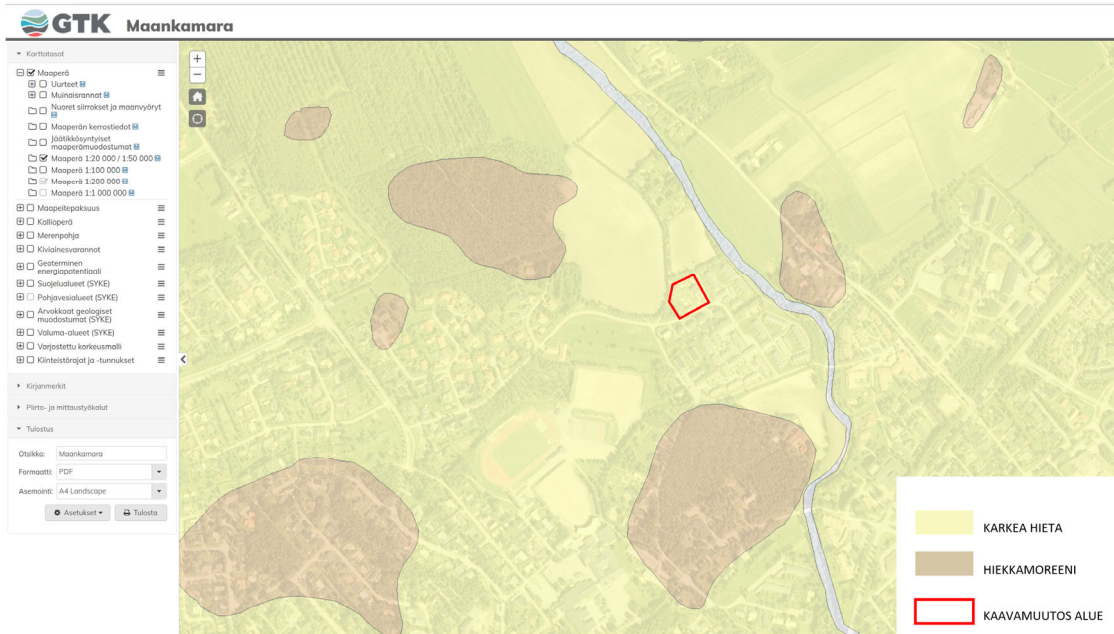 GTK Maankamara
Karttatasot
Maaperä
Uurteet M
Muinaisrannat M
Nuoret siirrokset ja maanvyöryt
M
Maaperän kerrostiedot M
Jäätikkösyntyiset
maaperämuodostumat M
Maaperä 1:20 000 / 1:50 000 M
Maaperä 1:100 000 M
Maaperä 1:200 000 M
Maaperä 1:1 000 000 M
Maapeitepaksuus
Kallioperä
Merenpohja
Kiviainesvarannot
Geoterminen
energiapotentiaali
Suojelualueet (SYKE)
Pohjavesialueet (SYKE)
Arvokkaat geologiset
muodostumat (SYKE)
Valuma-alueet (SYKE)
Varjostettu korkeusmalli
Kiinteistörajat ja -tunnukset
Kirjanmerkit
Piirto- ja mittaustyökalut
Tulostus
Otsikko: Maankamara
Formaatti: PDF
Asemointi: A4 Landscape
Asetukset Tulosta
KARKEA HIETA
HIEKKAMOREENI
KAAVAMUUTOS ALUE